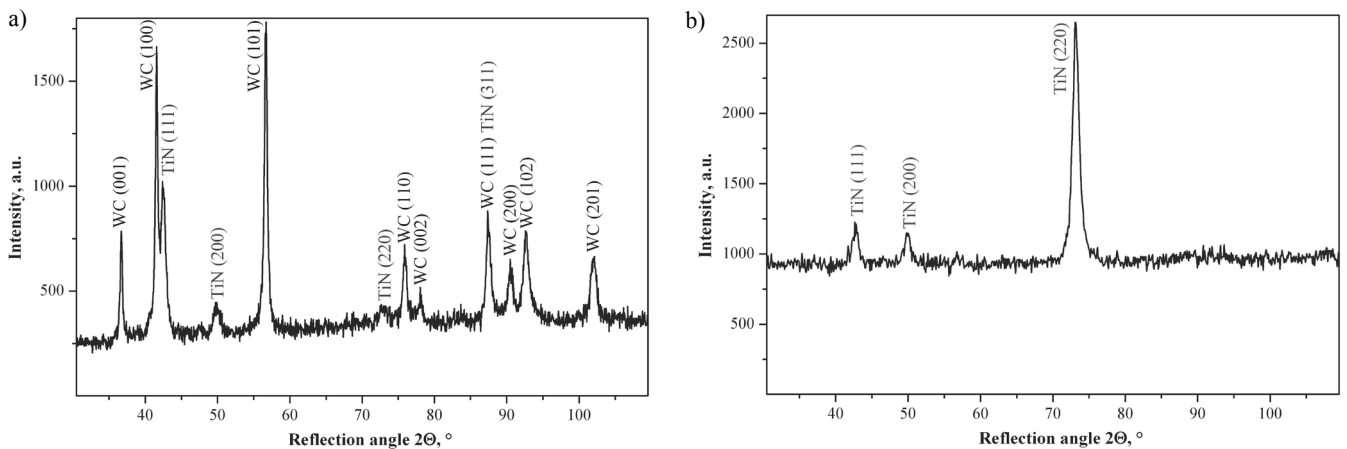 a)
Intensity, a.u.
1500
1000
500
WC (001)
WC (100)
TiN (111)
TiN (200)
WC (101)
TiN (220)
WC (110)
WC (002)
WC (111) TiN (311)
WC (200)
WC (102)
WC (201)
40 50 60 70 80 90 100
Reflection angle 2Θ, °
b)
Intensity, a.u.
2500
2000
1500
1000
500
TiN (111)
TiN (200)
TiN (220)
40 50 60 70 80 90 100
Reflection angle 2Θ, °